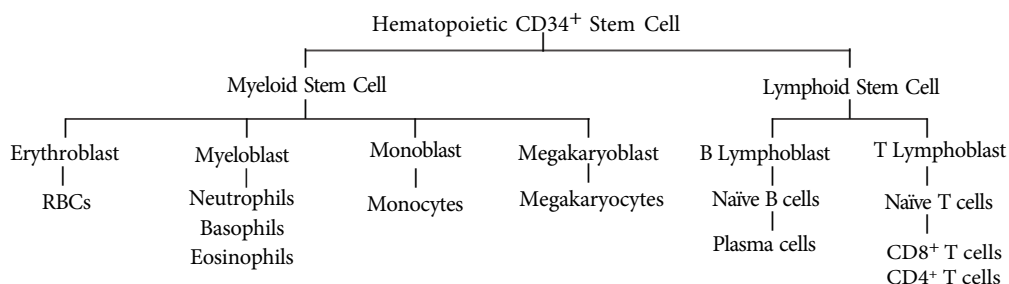 Hematopoietic CD34⁺ Stem Cell
Myeloid Stem Cell
Lymphoid Stem Cell
Erythroblast
Myeloblast
Monoblast
Megakaryoblast
B Lymphoblast
T Lymphoblast
RBCs
Neutrophils
Basophils
Eosinophils
Monocytes
Megakaryocytes
Naïve B cells
Plasma cells
Naïve T cells
CD8⁺ T cells
CD4⁺ T cells